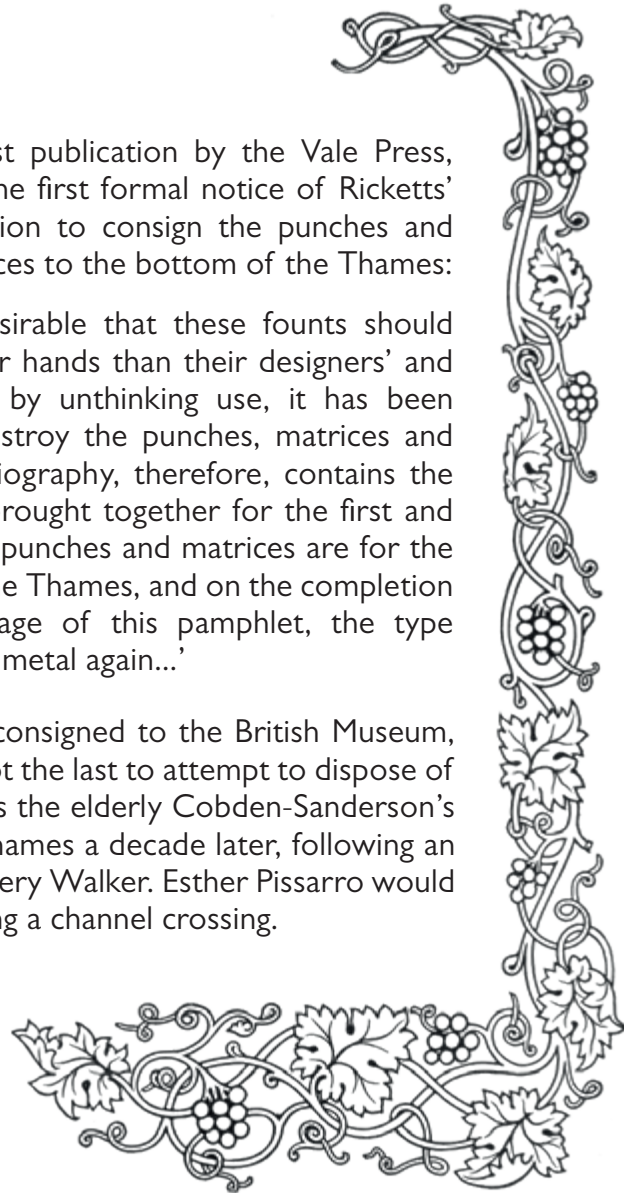 st publication by the Vale Press,
he first formal notice of Ricketts’
ion to consign the punches and
ces to the bottom of the Thames:
sirable that these founts should
r hands than their designers’ and
by unthinking use, it has been
stroy the punches, matrices and
iography, therefore, contains the
rought together for the first and
punches and matrices are for the
e Thames, and on the completion
age of this pamphlet, the type
metal again...’
consigned to the British Museum,
ot the last to attempt to dispose of
s the elderly Cobden-Sanderson’s
hames a decade later, following an
ery Walker. Esther Pissarro would
ng a channel crossing.